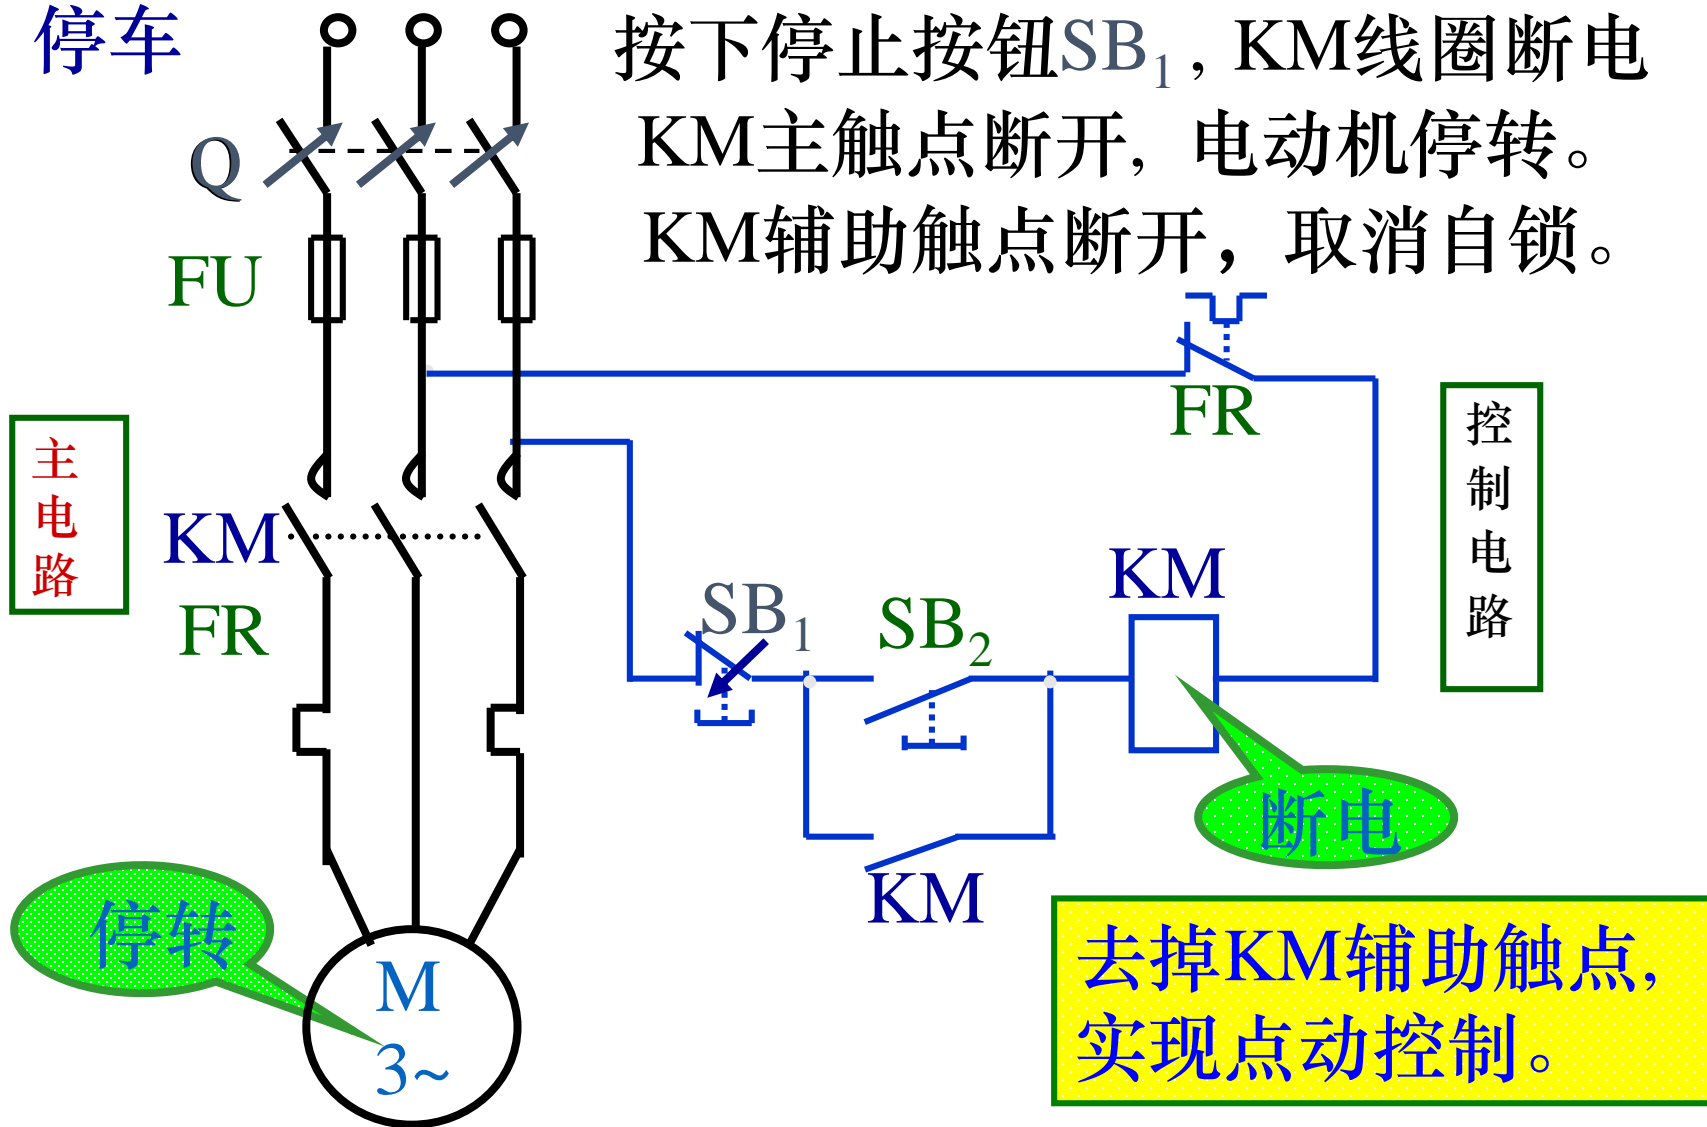 停车
按下停止按钮SB1，KM线圈断电
KM主触点断开，电动机停转。
KM辅助触点断开，取消自锁。
Q
FU
FR
主电路
控制电路
KM
FR
SB1
SB2
KM
断电
KM
停转
M
3~
去掉KM辅助触点，
实现点动控制。